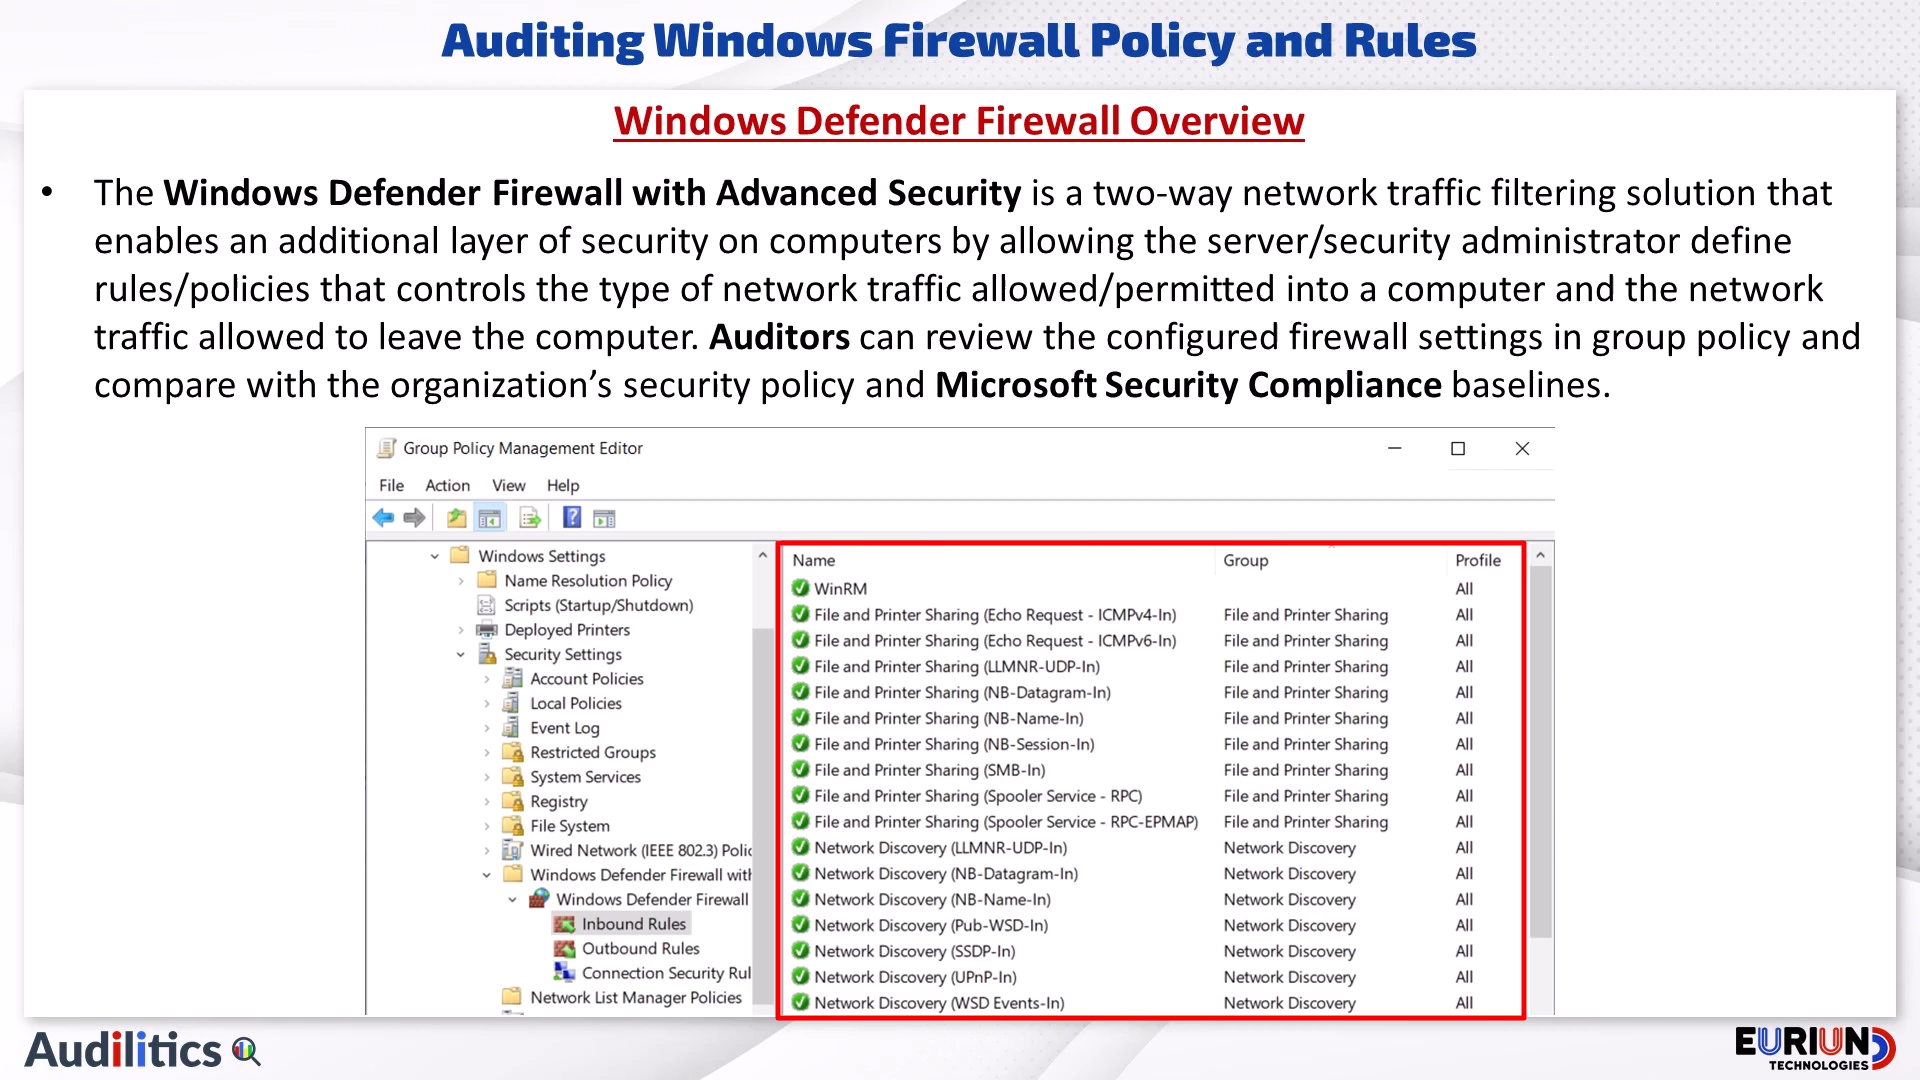 Auditing Windows Firewall Policy and Rules
Windows Defender Firewall Overview
• The Windows Defender Firewall with Advanced Security is a two-way network traffic filtering solution that
enables an additional layer of security on computers by allowing the server/security administrator define
rules/policies that controls the type of network traffic allowed/permitted into a computer and the network
traffic allowed to leave the computer. Auditors can review the configured firewall settings in group policy and
compare with the organization’s security policy and Microsoft Security Compliance baselines.
Group Policy Management Editor
File Action View Help
Windows Settings
Name Resolution Policy
Scripts (Startup/Shutdown)
Deployed Printers
Security Settings
Account Policies
Local Policies
Event Log
Restricted Groups
System Services
Registry
File System
Wired Network (IEEE 802.3) Polic
Windows Defender Firewall with
Windows Defender Firewall
Inbound Rules
Outbound Rules
Connection Security Rul
Network List Manager Policies
Name Group Profile
WinRM All
File and Printer Sharing (Echo Request - ICMPv4-In) File and Printer Sharing All
File and Printer Sharing (Echo Request - ICMPv6-In) File and Printer Sharing All
File and Printer Sharing (LLMNR-UDP-In) File and Printer Sharing All
File and Printer Sharing (NB-Datagram-In) File and Printer Sharing All
File and Printer Sharing (NB-Name-In) File and Printer Sharing All
File and Printer Sharing (NB-Session-In) File and Printer Sharing All
File and Printer Sharing (SMB-In) File and Printer Sharing All
File and Printer Sharing (Spooler Service - RPC) File and Printer Sharing All
File and Printer Sharing (Spooler Service - RPC-EPMAP) File and Printer Sharing All
Network Discovery (LLMNR-UDP-In) Network Discovery All
Network Discovery (NB-Datagram-In) Network Discovery All
Network Discovery (NB-Name-In) Network Discovery All
Network Discovery (Pub-WSD-In) Network Discovery All
Network Discovery (SSDP-In) Network Discovery All
Network Discovery (UPnP-In) Network Discovery All
Network Discovery (WSD Events-In) Network Discovery All
Audilitics
EURIUND
TECHNOLOGIES